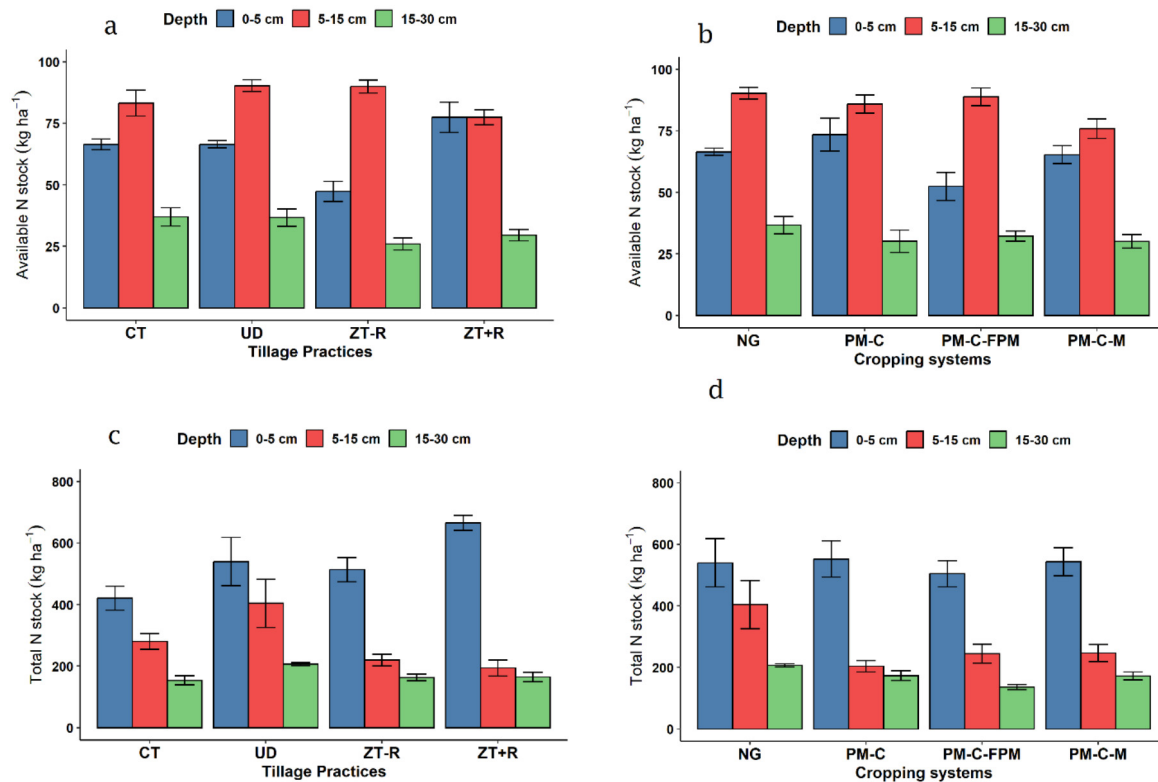 a
Depth 0-5 cm 5-15 cm 15-30 cm
Available N stock (kg ha⁻¹)
100
75
50
25
0
CT UD ZT-R ZT+R
Tillage Practices
b
Depth 0-5 cm 5-15 cm 15-30 cm
Available N stock (kg ha⁻¹)
100
75
50
25
0
NG PM-C PM-C-FPM PM-C-M
Cropping systems
c
Depth 0-5 cm 5-15 cm 15-30 cm
Total N stock (kg ha⁻¹)
800
600
400
200
0
CT UD ZT-R ZT+R
Tillage Practices
d
Depth 0-5 cm 5-15 cm 15-30 cm
Total N stock (kg ha⁻¹)
800
600
400
200
0
NG PM-C PM-C-FPM PM-C-M
Cropping systems